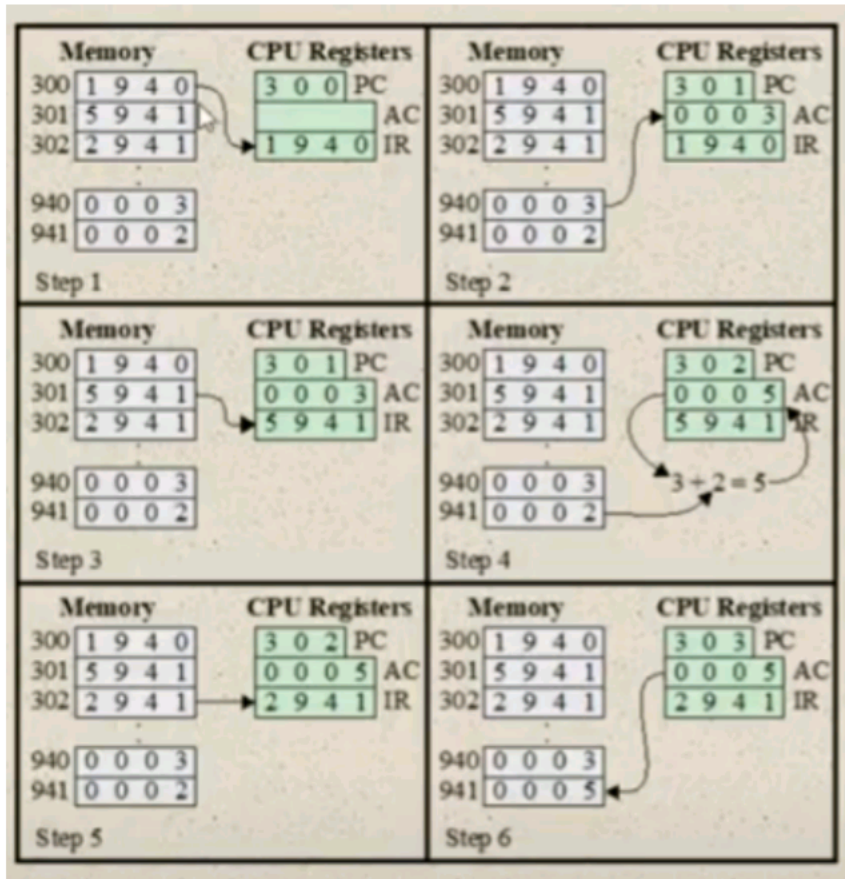 Memory CPU Registers
300 1 9 4 0 3 0 0 PC
301 5 9 4 1 AC
302 2 9 4 1 1 9 4 0 IR
940 0 0 0 3
941 0 0 0 2
Step 1
Memory CPU Registers
300 1 9 4 0 3 0 1 PC
301 5 9 4 1 0 0 0 3 AC
302 2 9 4 1 1 9 4 0 IR
940 0 0 0 3
941 0 0 0 2
Step 2
Memory CPU Registers
300 1 9 4 0 3 0 1 PC
301 5 9 4 1 0 0 0 3 AC
302 2 9 4 1 5 9 4 1 IR
940 0 0 0 3
941 0 0 0 2
Step 3
Memory CPU Registers
300 1 9 4 0 3 0 2 PC
301 5 9 4 1 0 0 0 5 AC
302 2 9 4 1 5 9 4 1 IR
940 0 0 0 3 3 + 2 = 5
941 0 0 0 2
Step 4
Memory CPU Registers
300 1 9 4 0 3 0 2 PC
301 5 9 4 1 0 0 0 5 AC
302 2 9 4 1 2 9 4 1 IR
940 0 0 0 3
941 0 0 0 2
Step 5
Memory CPU Registers
300 1 9 4 0 3 0 3 PC
301 5 9 4 1 0 0 0 5 AC
302 2 9 4 1 2 9 4 1 IR
940 0 0 0 3
941 0 0 0 5
Step 6